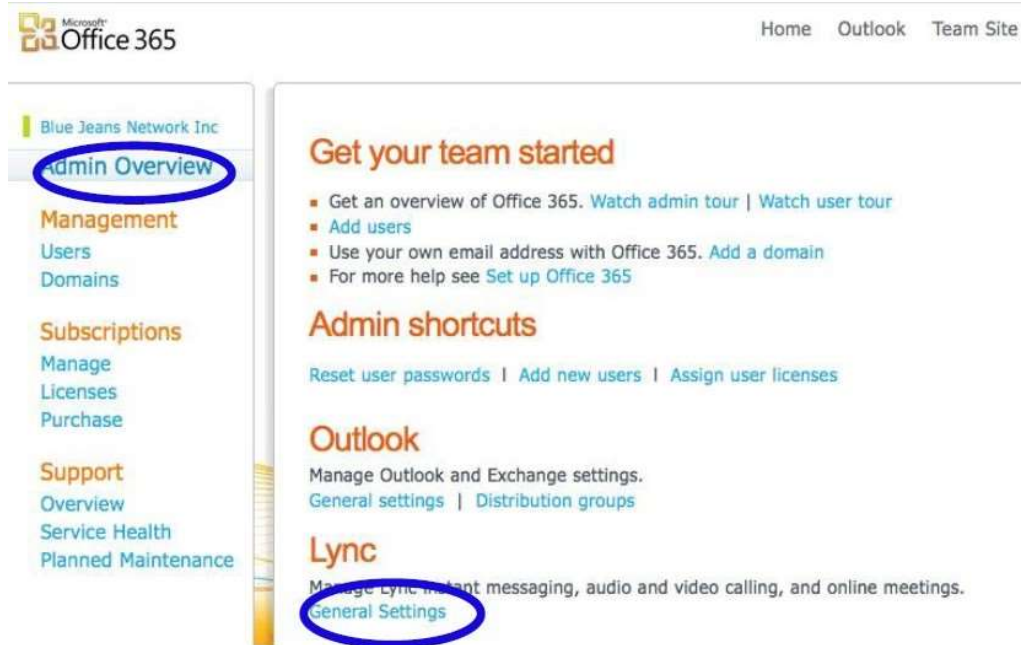 Microsoft®
Office 365
Home Outlook Team Site
Blue Jeans Network Inc
Admin Overview
Management
Users
Domains
Subscriptions
Manage
Licenses
Purchase
Support
Overview
Service Health
Planned Maintenance
Get your team started
Get an overview of Office 365. Watch admin tour | Watch user tour
Add users
Use your own email address with Office 365. Add a domain
For more help see Set up Office 365
Admin shortcuts
Reset user passwords | Add new users | Assign user licenses
Outlook
Manage Outlook and Exchange settings.
General settings | Distribution groups
Lync
Manage Lync instant messaging, audio and video calling, and online meetings.
General Settings